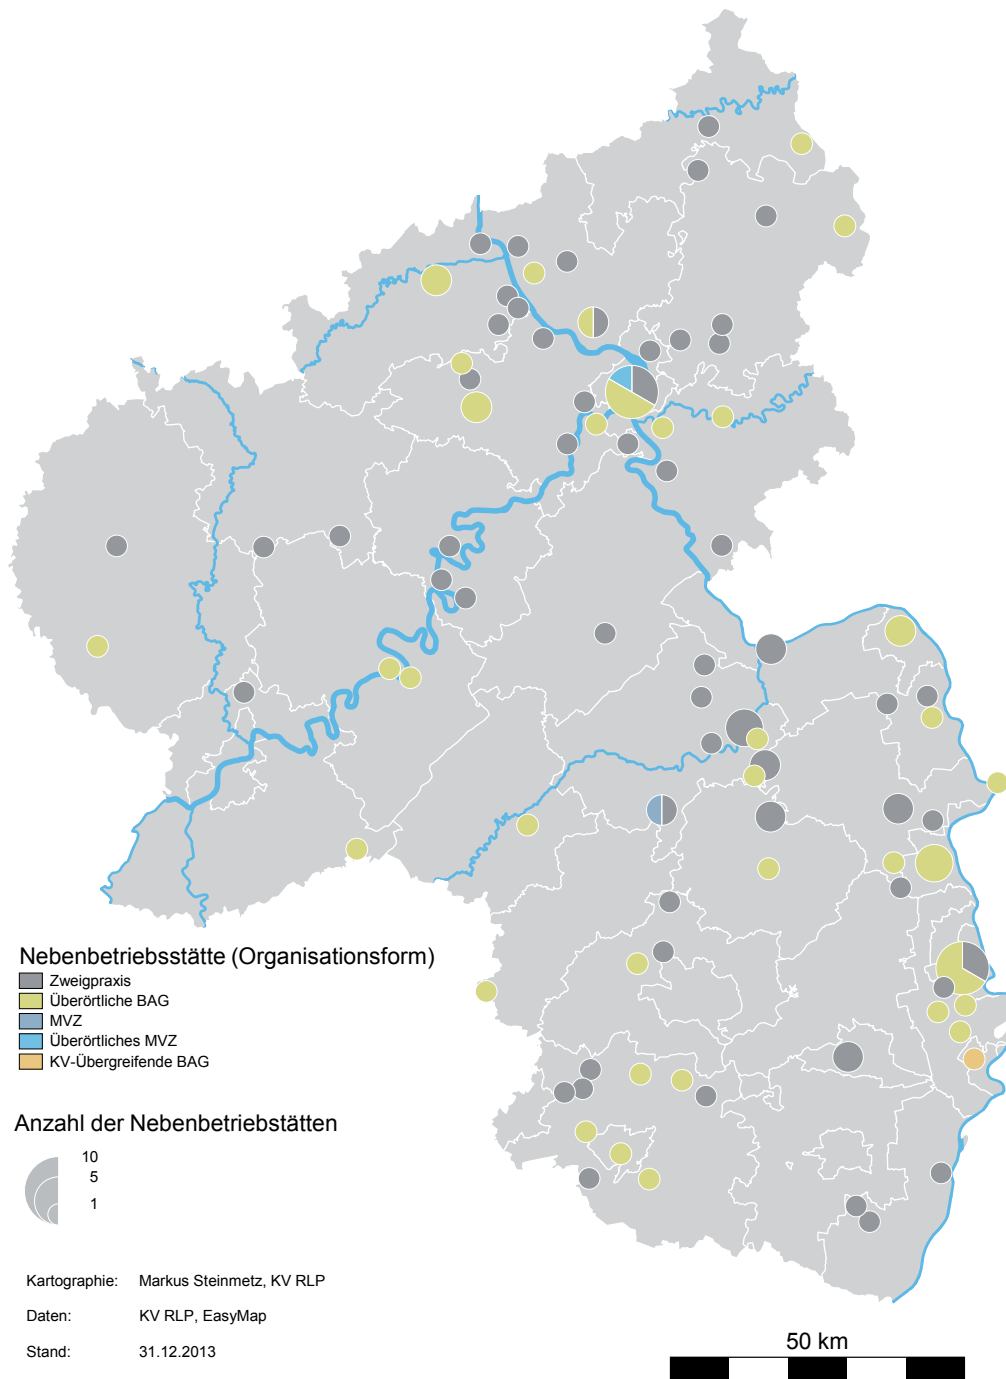 Nebenbetriebsstätte (Organisationsform)
Zweigpraxis
Überörtliche BAG
MVZ
Überörtliches MVZ
KV-Übergreifende BAG
Anzahl der Nebenbetriebstätten
10
5
1
Kartographie: Markus Steinmetz, KV RLP
Daten: KV RLP, EasyMap
Stand: 31.12.2013
50 km